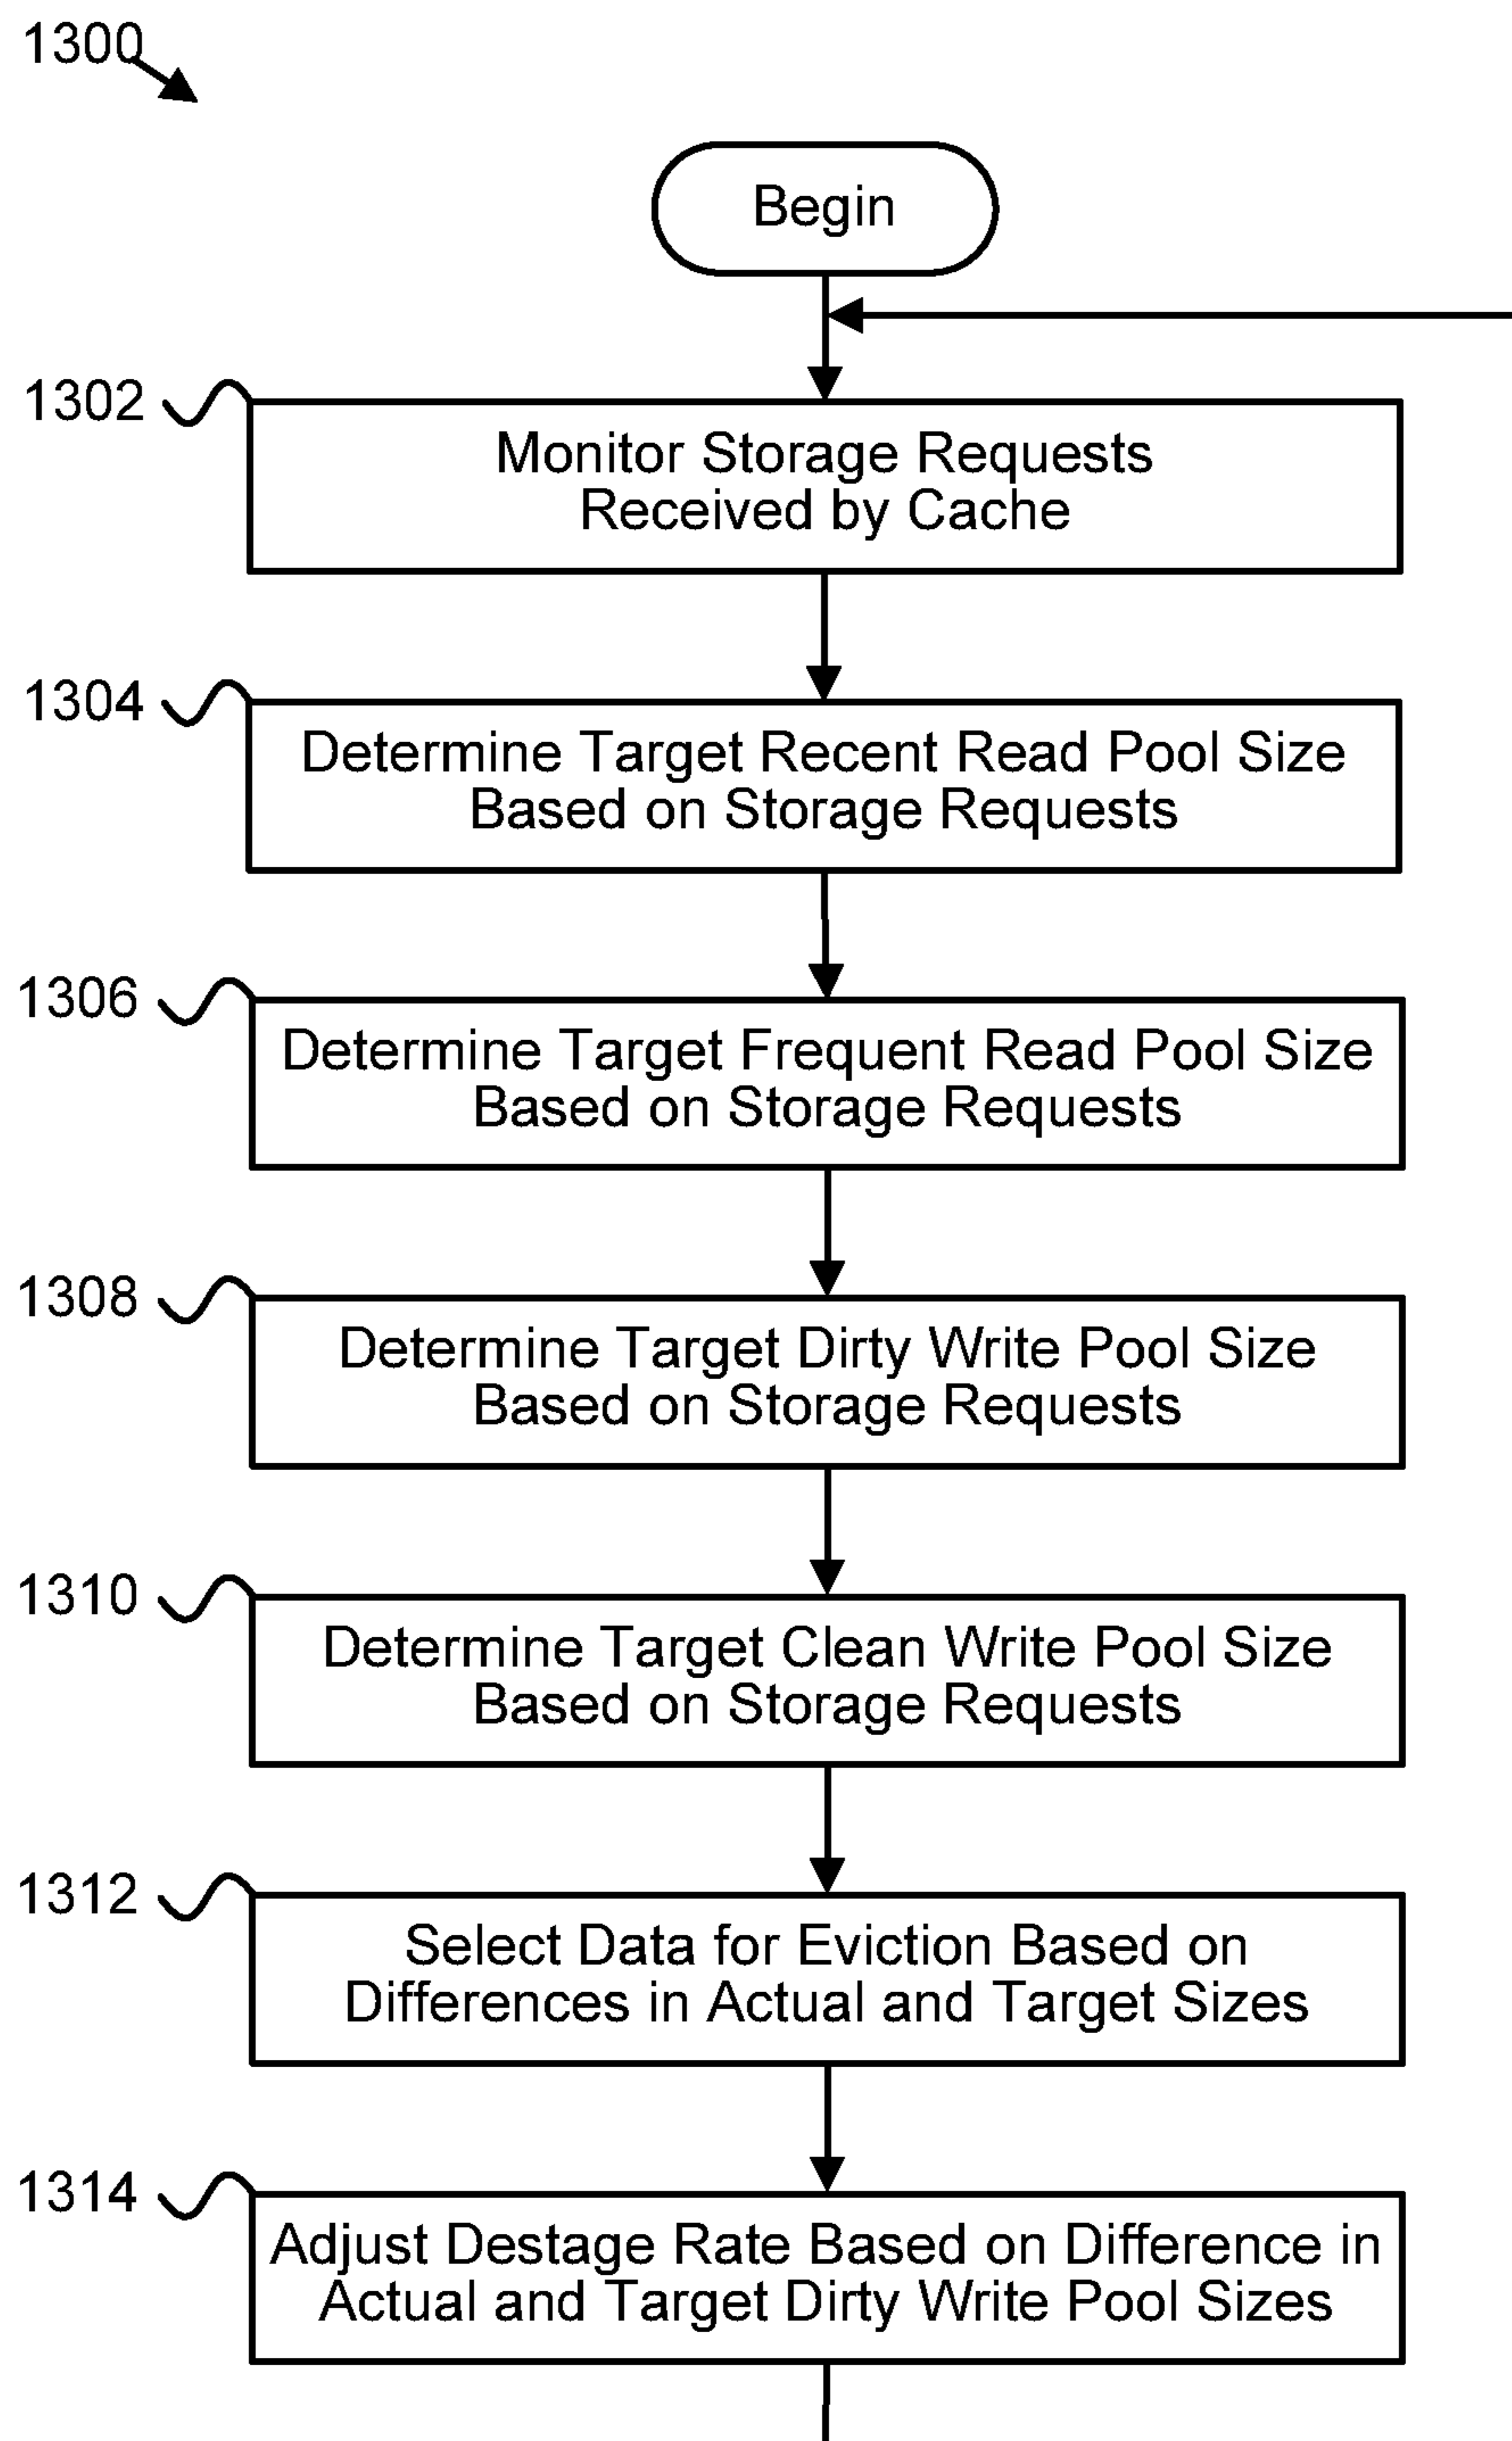 1300
Begin
1302
Monitor Storage Requests
Received by Cache
1304
Determine Target Recent Read Pool Size
Based on Storage Requests
1306
Determine Target Frequent Read Pool Size
Based on Storage Requests
1308
Determine Target Dirty Write Pool Size
Based on Storage Requests
1310
Determine Target Clean Write Pool Size
Based on Storage Requests
1312
Select Data for Eviction Based on
Differences in Actual and Target Sizes
1314
Adjust Destage Rate Based on Difference in
Actual and Target Dirty Write Pool Sizes